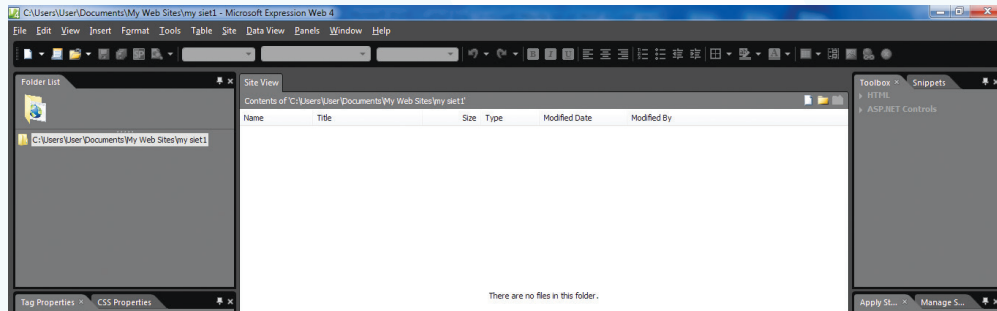 C:\Users\User\Documents\My Web Sites\my siet1 - Microsoft Expression Web 4
File Edit View Insert Format Tools Table Site Data View Panels Window Help
Folder List
Site View
Toolbox Snippets
Contents of 'C:\Users\User\Documents\My Web Sites\my siet1'
HTML
ASP.NET Controls
Name Title Size Type Modified Date Modified By
C:\Users\User\Documents\My Web Sites\my siet1
There are no files in this folder.
Tag Properties CSS Properties
Apply St... Manage S...